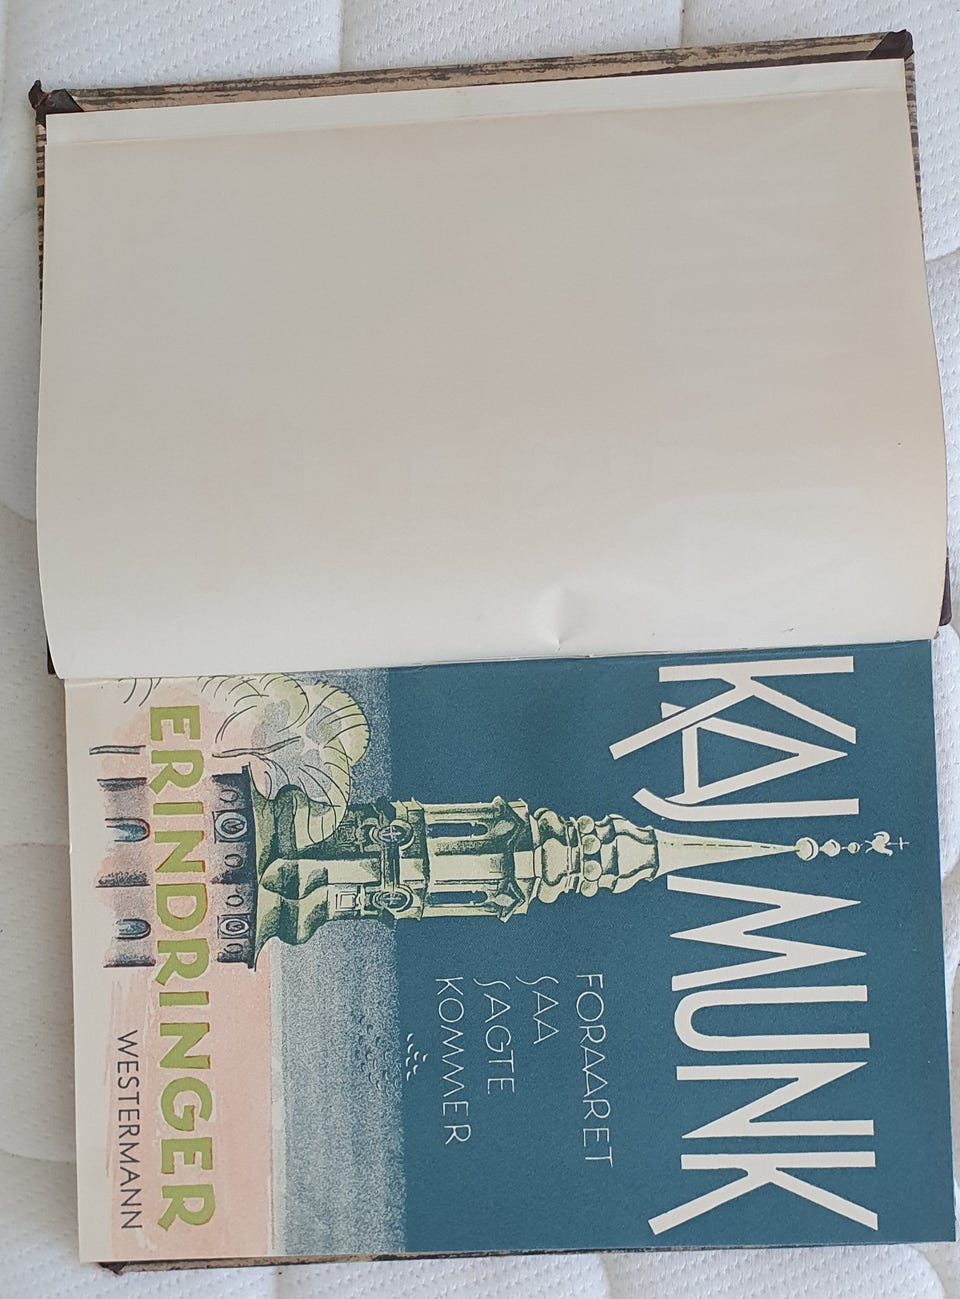 KAJ MUNK
FORAARET
SAA
SAGTE
KOMMER
ERINDRINGER
WESTERMANN